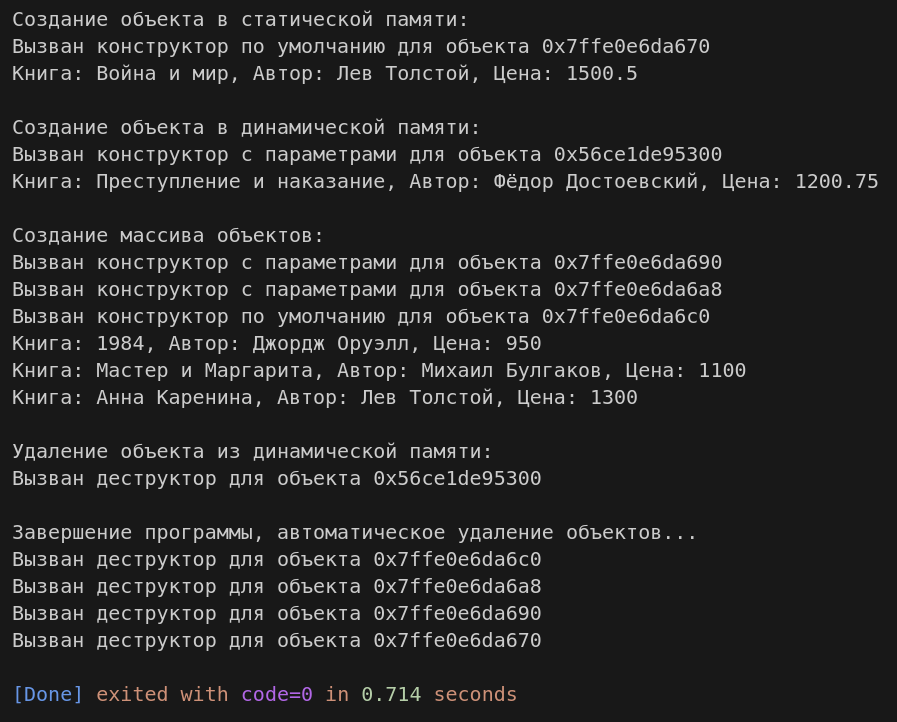 Создание объекта в статической памяти:
Вызван конструктор по умолчанию для объекта 0x7ffe0e6da670
Книга: Война и мир, Автор: Лев Толстой, Цена: 1500.5
Создание объекта в динамической памяти:
Вызван конструктор с параметрами для объекта 0x56ce1de95300
Книга: Преступление и наказание, Автор: Фёдор Достоевский, Цена: 1200.75
Создание массива объектов:
Вызван конструктор с параметрами для объекта 0x7ffe0e6da690
Вызван конструктор с параметрами для объекта 0x7ffe0e6da6a8
Вызван конструктор по умолчанию для объекта 0x7ffe0e6da6c0
Книга: 1984, Автор: Джордж Оруэлл, Цена: 950
Книга: Мастер и Маргарита, Автор: Михаил Булгаков, Цена: 1100
Книга: Анна Каренина, Автор: Лев Толстой, Цена: 1300
Удаление объекта из динамической памяти:
Вызван деструктор для объекта 0x56ce1de95300
Завершение программы, автоматическое удаление объектов...
Вызван деструктор для объекта 0x7ffe0e6da6c0
Вызван деструктор для объекта 0x7ffe0e6da6a8
Вызван деструктор для объекта 0x7ffe0e6da690
Вызван деструктор для объекта 0x7ffe0e6da670
[Done] exited with code=0 in 0.714 seconds